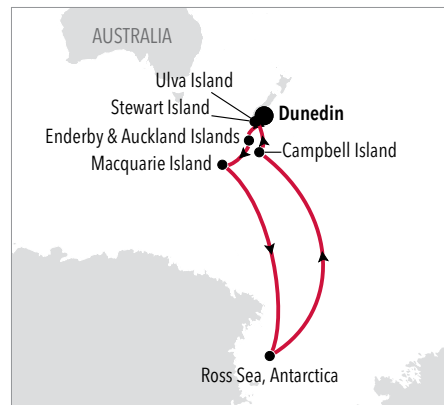 AUSTRALIA
Ulva Island
Stewart Island
Dunedin
Enderby & Auckland Islands
Campbell Island
Macquarie Island
Ross Sea, Antarctica